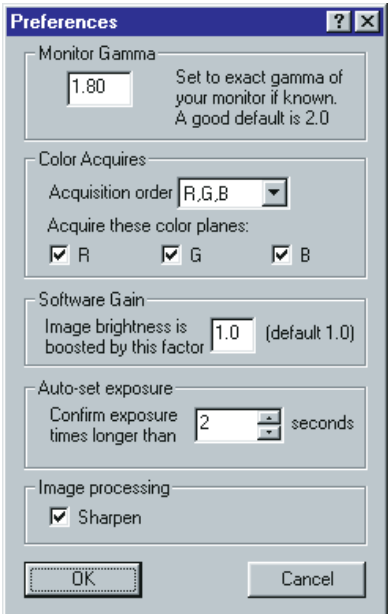 Preferences
Monitor Gamma
1.80
Set to exact gamma of
your monitor if known.
A good default is 2.0
Color Acquires
Acquisition order R,G,B
Acquire these color planes:
R G B
Software Gain
Image brightness is
boosted by this factor 1.0 (default 1.0)
Auto-set exposure
Confirm exposure
times longer than 2 seconds
Image processing
Sharpen
OK Cancel